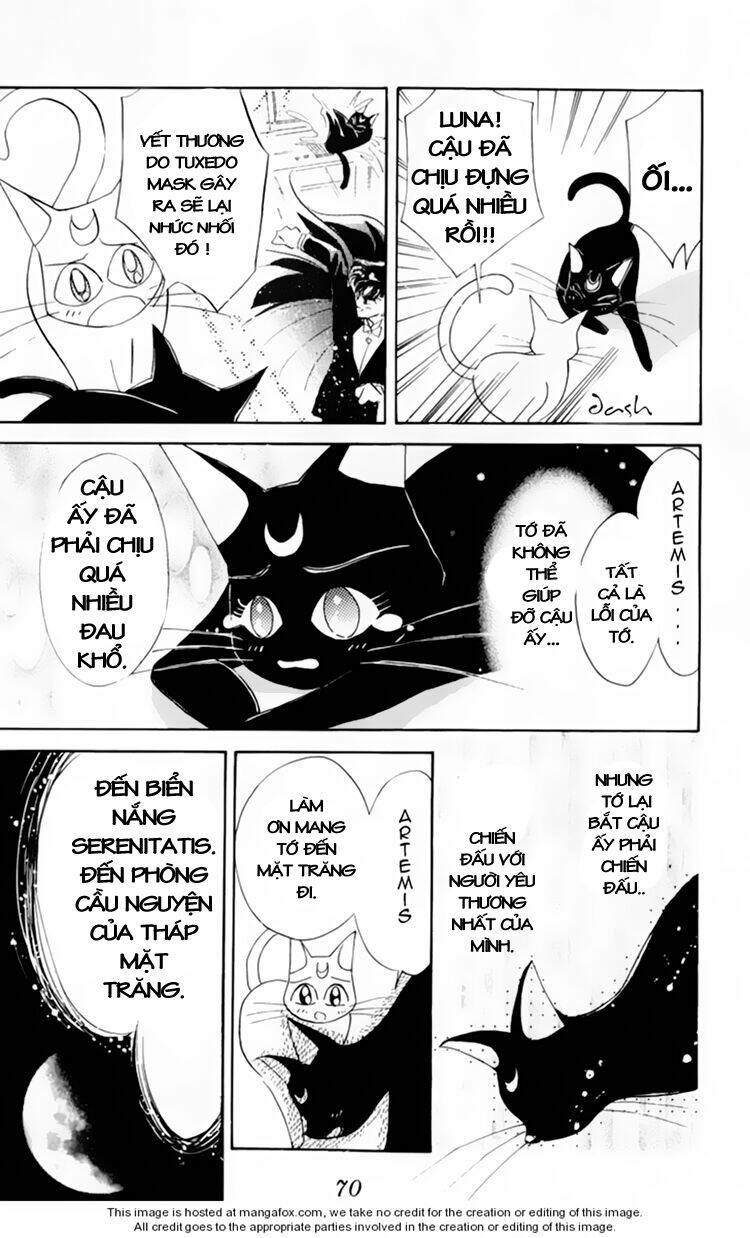 ỐI...
LUNA!
CẬU ĐÃ
CHỊU ĐỰNG
QUÁ NHIỀU
RỒI!!
Dash
VẾT THƯƠNG
DO TUXEDO
MASK GÂY
RA SẼ LẠI
NHỨC NHỐI
ĐÓ !
ARTEMIS...
TẤT
CẢ LÀ
LỖI CỦA
TỚ.
TỚ ĐÃ
KHÔNG
THỂ
GIÚP
ĐỠ CẬU
ẤY...
CẬU
ẤY ĐÃ
PHẢI CHỊU
QUÁ
NHIỀU
ĐAU
KHỔ.
NHƯNG
TỚ LẠI
BẮT CẬU
ẤY PHẢI
CHIẾN
ĐẤU..
CHIẾN
ĐẤU VỚI
NGƯỜI YÊU
THƯƠNG
NHẤT CỦA
MÌNH.
ARTEMIS
LÀM
ƠN MANG
TỚ ĐẾN
MẶT TRĂNG
ĐI.
ĐẾN BIỂN
NẮNG
SERENITATIS.
ĐẾN PHÒNG
CẦU NGUYỆN
CỦA THÁP
MẶT
TRĂNG.
70
This image is hosted at mangafox.com, we take no credit for the creation or editing of this image.
All credit goes to the appropriate parties involved in the creation or editing of this image.